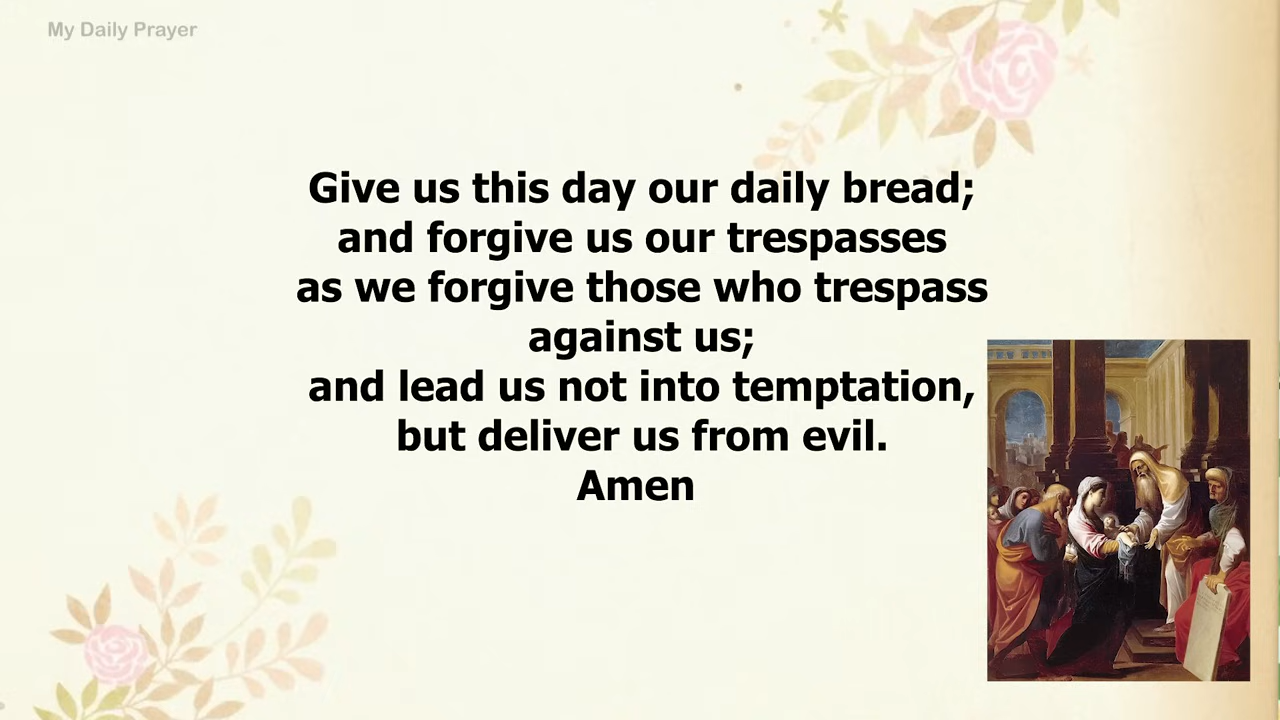 My Daily Prayer
Give us this day our daily bread;
and forgive us our trespasses
as we forgive those who trespass
against us;
and lead us not into temptation,
but deliver us from evil.
Amen